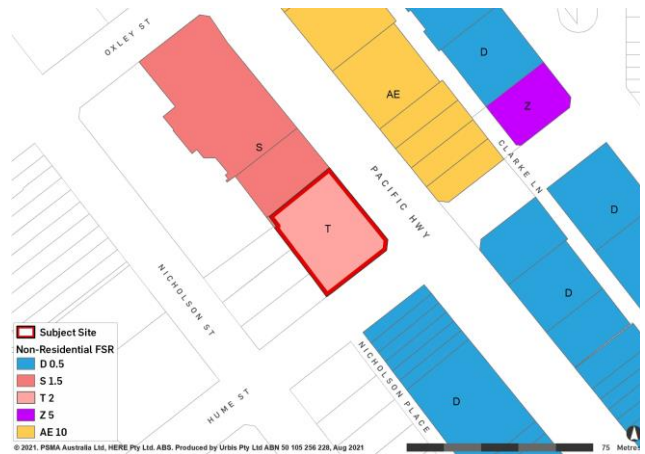 OXLEY ST
D
AE
Z
S
CLARKE LN
PACIFIC HWY
T
D
NICHOLSON ST
D
D
Subject Site
Non-Residential FSR
D 0.5
S 1.5
T 2
Z 5
AE 10
NICHOLSON PLACE
HUME ST
D
© 2021. PSMA Australia Ltd, HERE Pty Ltd. ABS. Produced by Urbis Pty Ltd ABN 50 105 256 228, Aug 2021
75 Metres